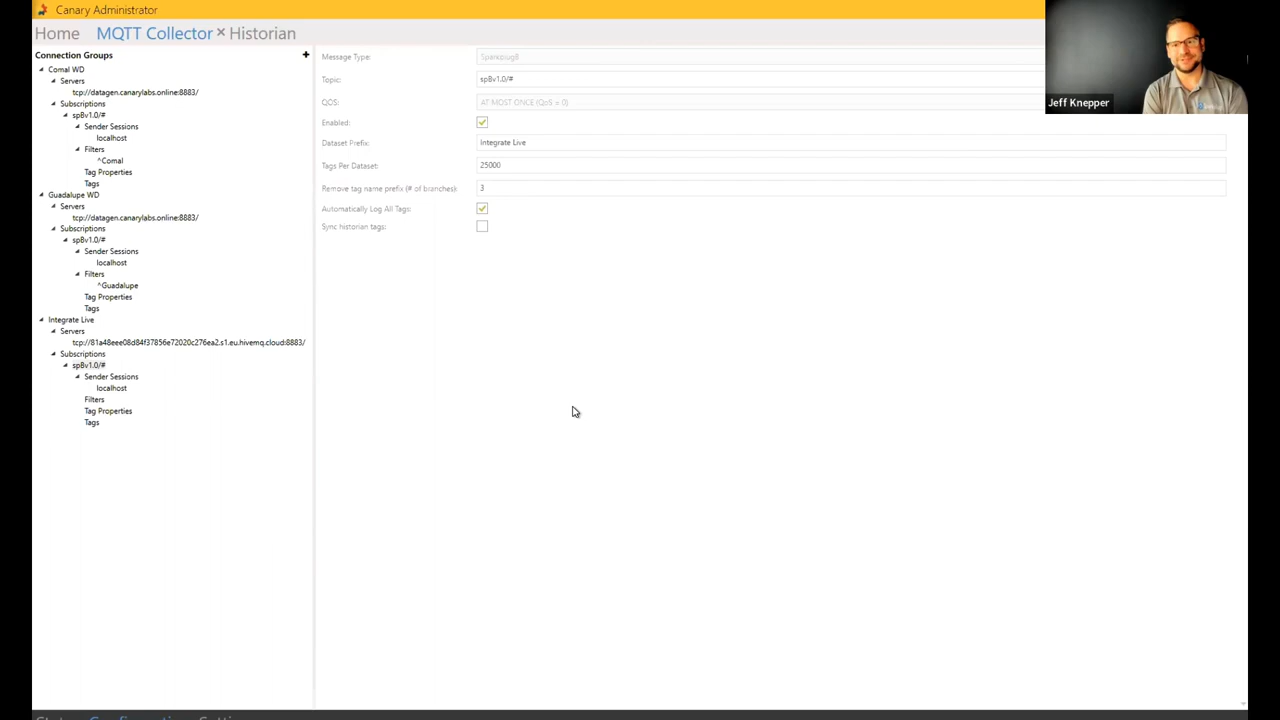 Canary Administrator
Home MQTT Collector × Historian
Connection Groups +
Comal WD
Servers
tcp://datagen.canarylabs.online:8883/
Subscriptions
spBv1.0/#
Sender Sessions
localhost
Filters
^Comal
Tag Properties
Tags
Guadalupe WD
Servers
tcp://datagen.canarylabs.online:8883/
Subscriptions
spBv1.0/#
Sender Sessions
localhost
Filters
^Guadalupe
Tag Properties
Tags
Integrate Live
Servers
tcp://81a48eee08d84f37856e72020c276ea2.s1.eu.hivemq.cloud:8883/
Subscriptions
spBv1.0/#
Sender Sessions
localhost
Filters
Tag Properties
Tags
Message Type: SparkplugB
Topic: spBv1.0/#
QOS: AT MOST ONCE (QoS = 0)
Enabled:
Dataset Prefix: Integrate Live
Tags Per Dataset: 25000
Remove tag name prefix (# of branches): 3
Automatically Log All Tags:
Sync historian tags:
Jeff Knepper